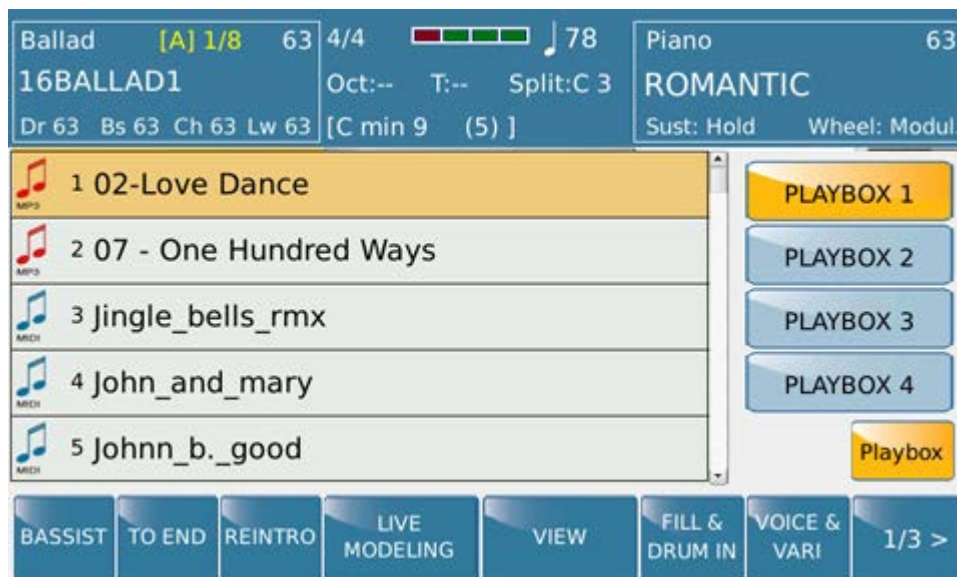 Ballad [A] 1/8 63
16BALLAD1
Dr 63 Bs 63 Ch 63 Lw 63
4/4 78
Oct:-- T:-- Split:C 3
[C min 9 (5) ]
Piano 63
ROMANTIC
Sust: Hold Wheel: Modul.
MP3 1 02-Love Dance
MP3 2 07 - One Hundred Ways
MIDI 3 Jingle_bells_rmx
MIDI 4 John_and_mary
MIDI 5 Johnn_b._good
PLAYBOX 1
PLAYBOX 2
PLAYBOX 3
PLAYBOX 4
Playbox
BASSIST
TO END
REINTRO
LIVE
MODELING
VIEW
FILL &
DRUM IN
VOICE &
VARI
1/3 >